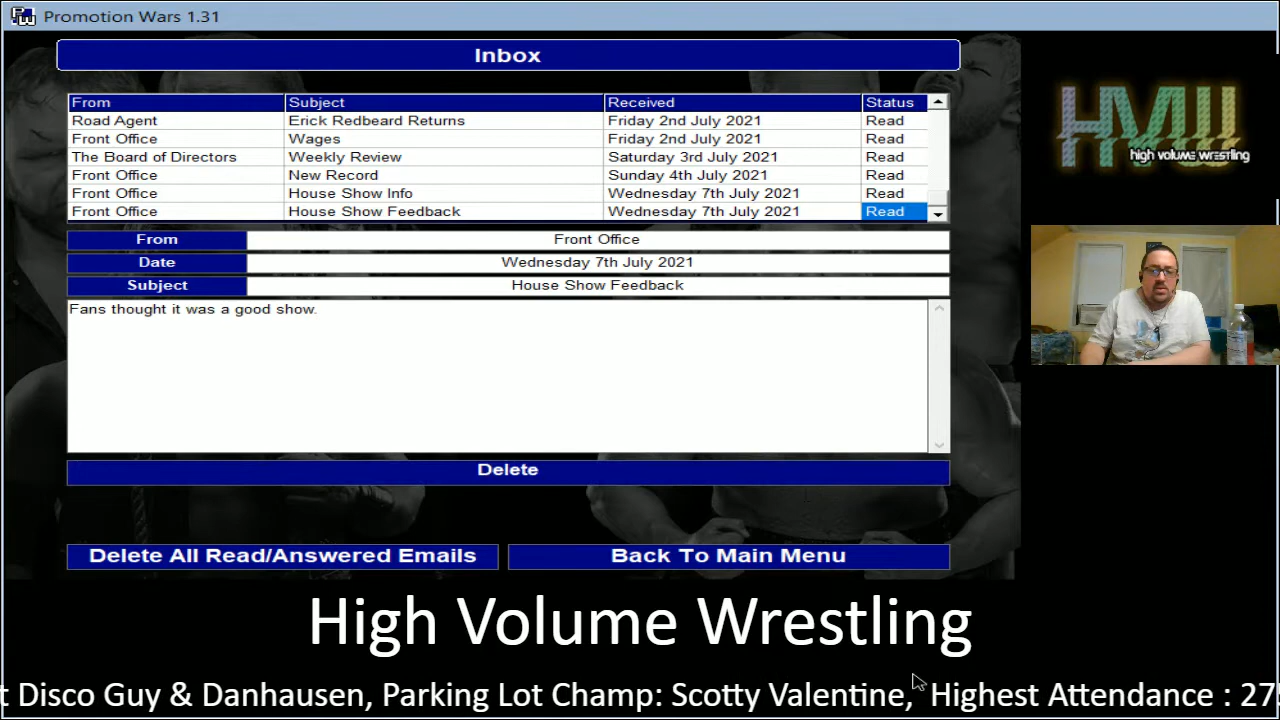 Promotion Wars 1.31
Inbox
From Subject Received Status
Road Agent Erick Redbeard Returns Friday 2nd July 2021 Read
Front Office Wages Friday 2nd July 2021 Read
The Board of Directors Weekly Review Saturday 3rd July 2021 Read
Front Office New Record Sunday 4th July 2021 Read
Front Office House Show Info Wednesday 7th July 2021 Read
Front Office House Show Feedback Wednesday 7th July 2021 Read
From Front Office
Date Wednesday 7th July 2021
Subject House Show Feedback
Fans thought it was a good show.
Delete
Delete All Read/Answered Emails Back To Main Menu
HVW
high volume wrestling
High Volume Wrestling
t Disco Guy & Danhausen, Parking Lot Champ: Scotty Valentine, Highest Attendance : 27